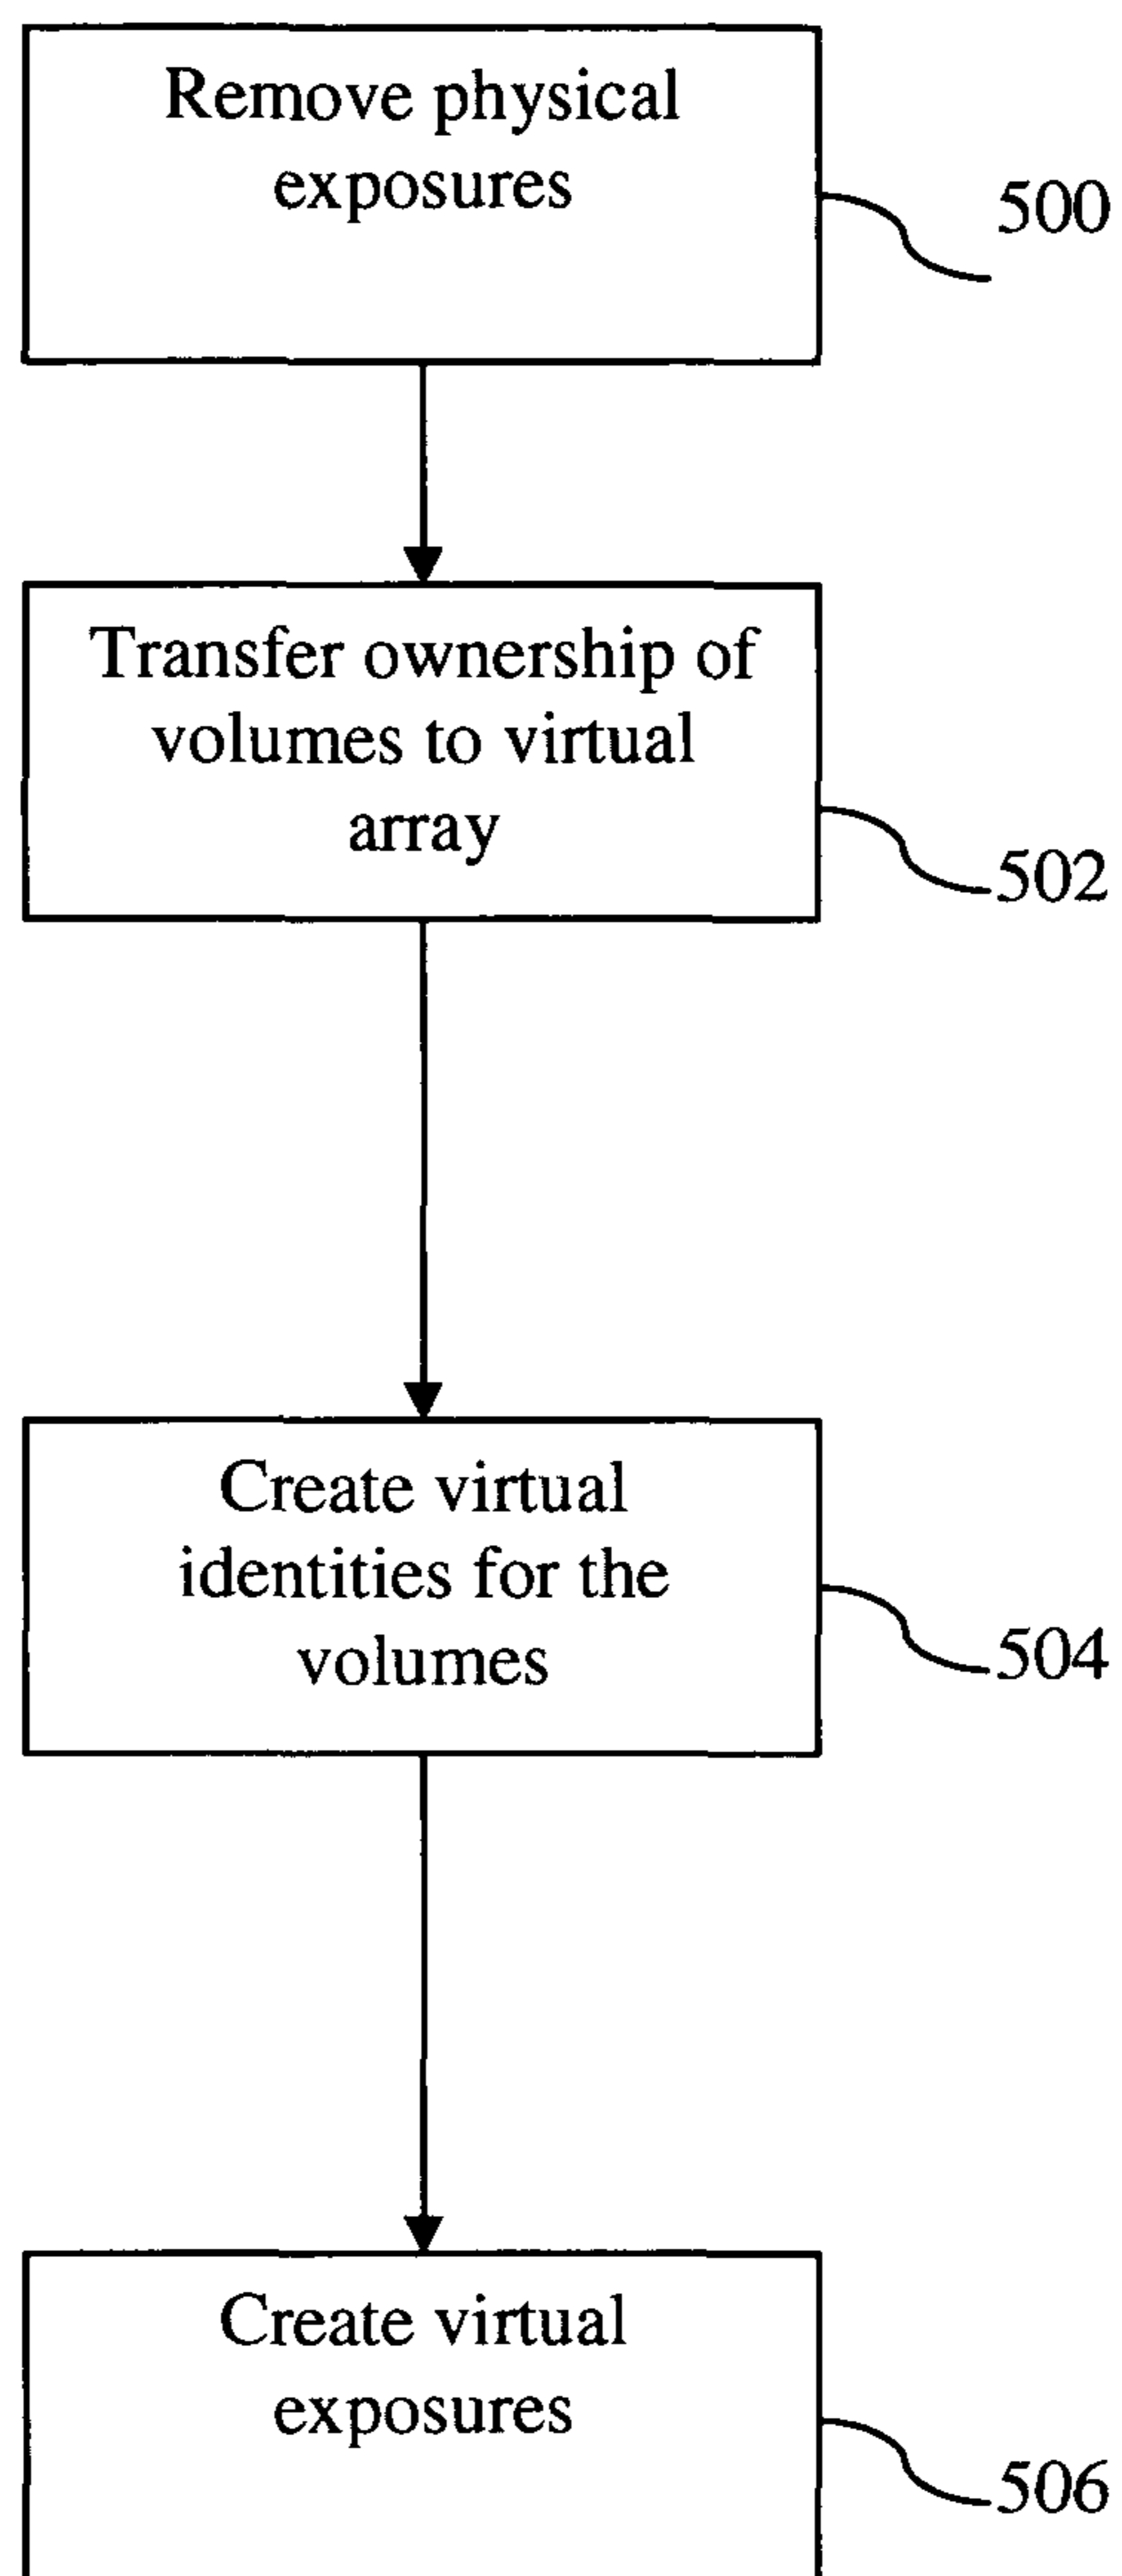 Remove physical
exposures
500
Transfer ownership of
volumes to virtual
array
502
Create virtual
identities for the
volumes
504
Create virtual
exposures
506